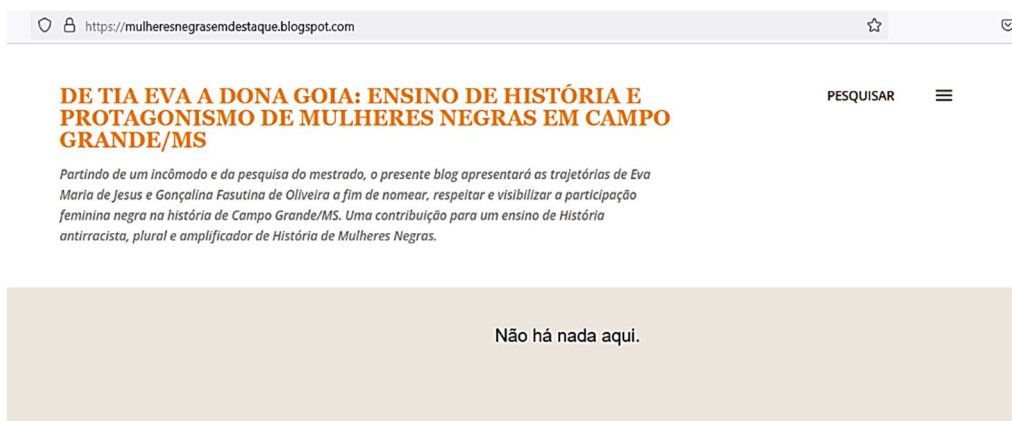 https://mulheresnegrasemdestaque.blogspot.com
DE TIA EVA A DONA GOIA: ENSINO DE HISTÓRIA E
PROTAGONISMO DE MULHERES NEGRAS EM CAMPO
GRANDE/MS
PESQUISAR
Partindo de um incômodo e da pesquisa do mestrado, o presente blog apresentará as trajetórias de Eva
Maria de Jesus e Gonçalina Fasutina de Oliveira a fim de nomear, respeitar e visibilizar a participação
feminina negra na história de Campo Grande/MS. Uma contribuição para um ensino de História
antirracista, plural e amplificador de História de Mulheres Negras.
Não há nada aqui.